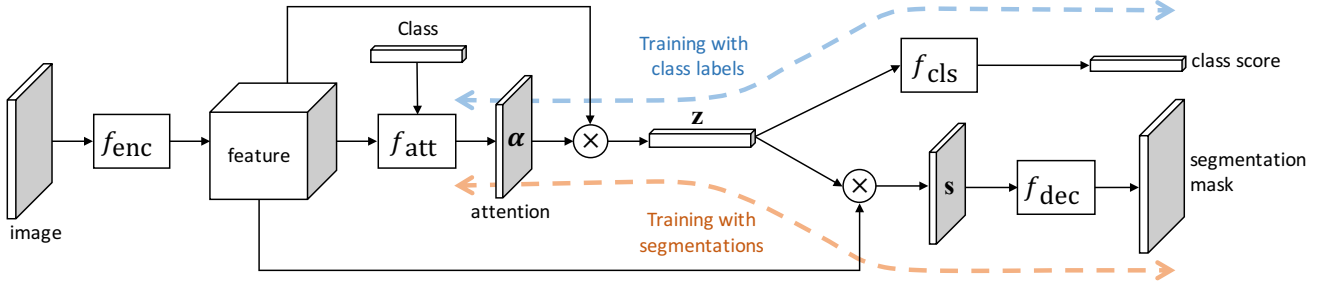 image
f_enc
feature
Class
f_att
α
attention
×
z
Training with
class labels
Training with
segmentations
f_cls
class score
×
s
f_dec
segmentation
mask